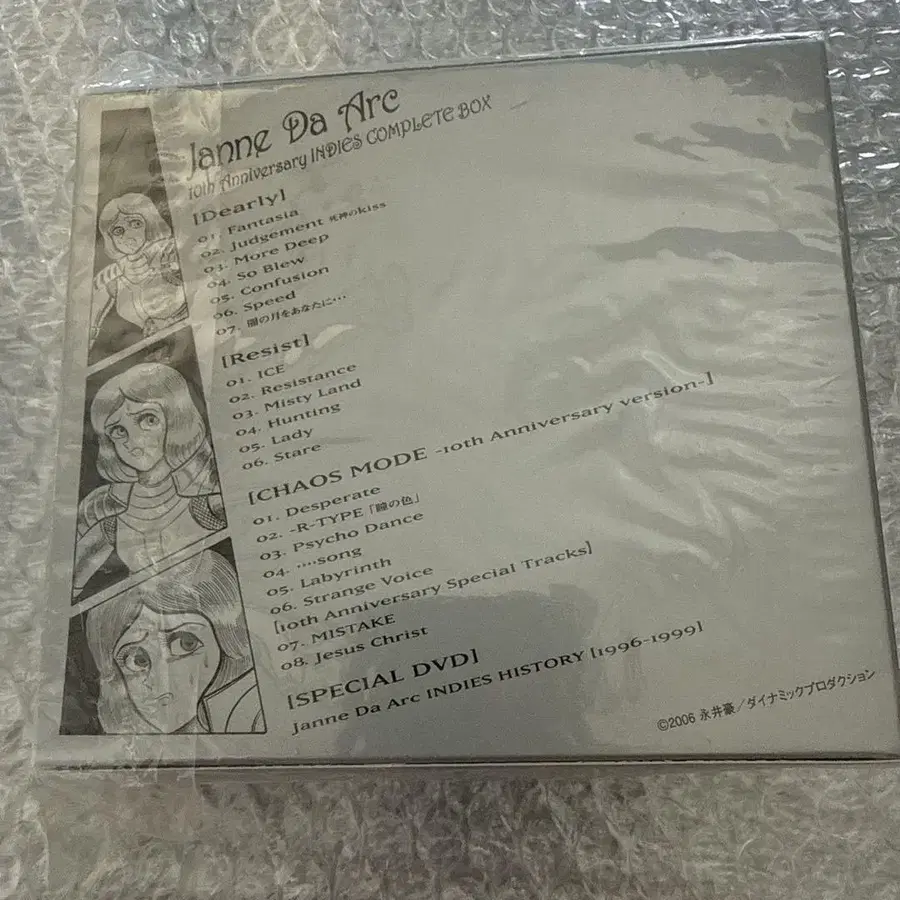 Janne Da Arc
10th Anniversary INDIES COMPLETE BOX
[Dearly]
01. Fantasia
02. Judgement 死神のkiss
03. More Deep
04. So Blew
05. Confusion
06. Speed
07. 闇の月をあなたに…
[Resist]
01. ICE
02. Resistance
03. Misty Land
04. Hunting
05. Lady
06. Stare
[CHAOS MODE -10th Anniversary version-]
01. Desperate
02. -R-TYPE「瞳の色」
03. Psycho Dance
04. ....song
05. Labyrinth
06. Strange Voice
[10th Anniversary Special Tracks]
07. MISTAKE
08. Jesus Christ
[SPECIAL DVD]
Janne Da Arc INDIES HISTORY [1996-1999]
©2006 永井豪／ダイナミックプロダクション